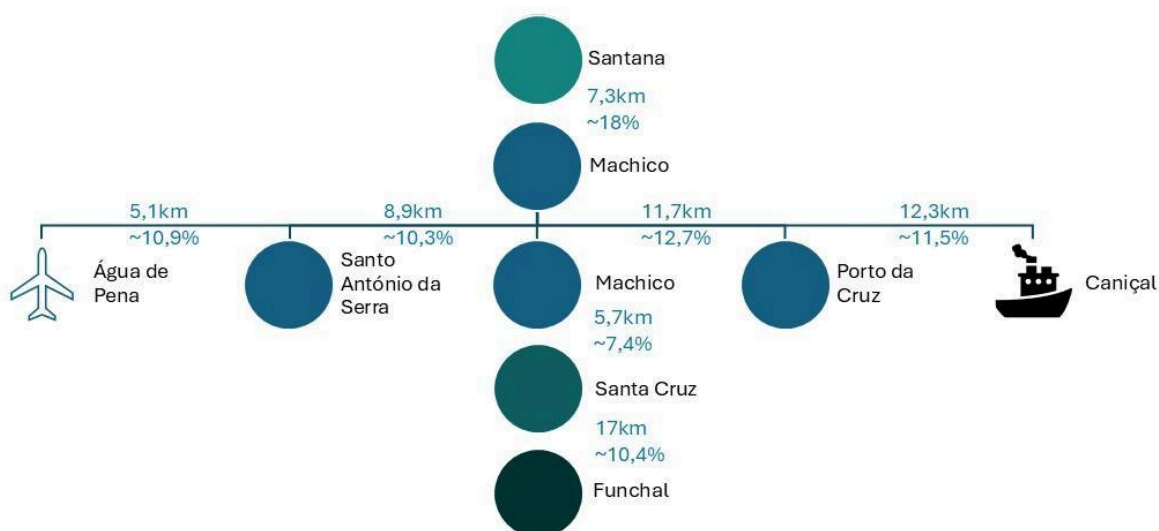 Santana
7,3km
~18%
Machico
5,1km
~10,9%
8,9km
~10,3%
11,7km
~12,7%
12,3km
~11,5%
Água de
Pena
Santo
António da
Serra
Machico
5,7km
~7,4%
Porto da
Cruz
Caniçal
Santa Cruz
17km
~10,4%
Funchal